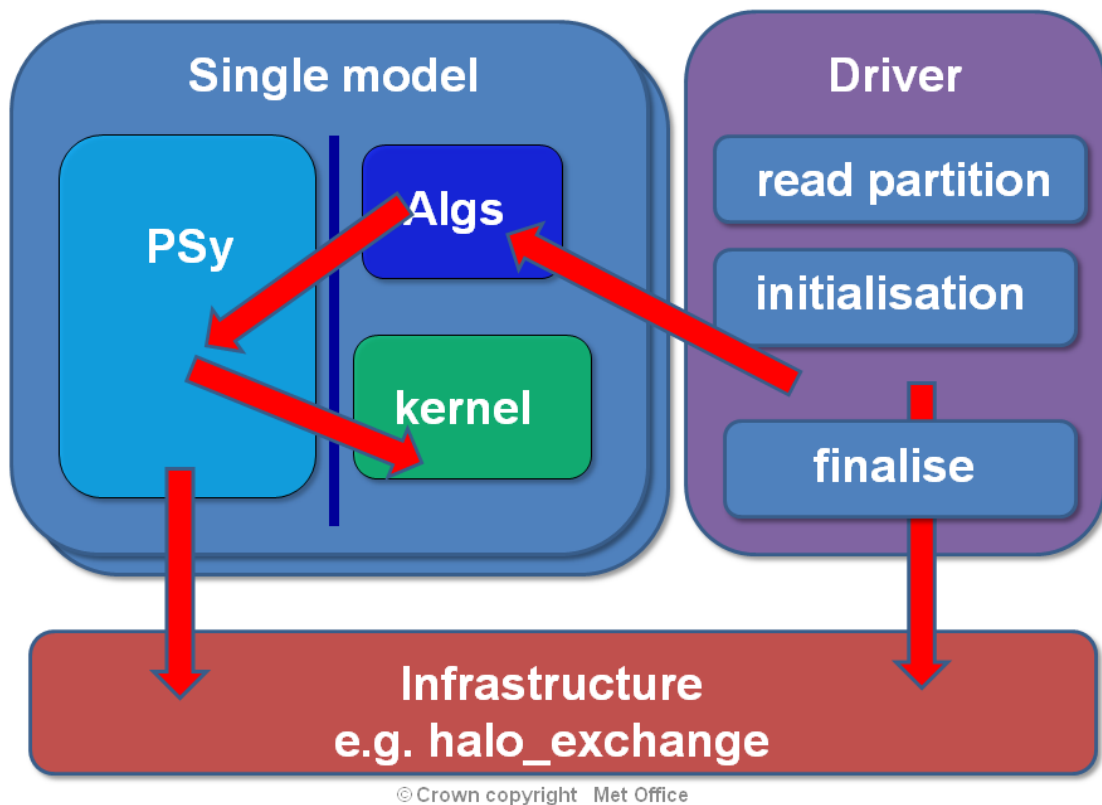 Single model
PSy
Algs
kernel
Driver
read partition
initialisation
finalise
Infrastructure
e.g. halo_exchange
© Crown copyright Met Office